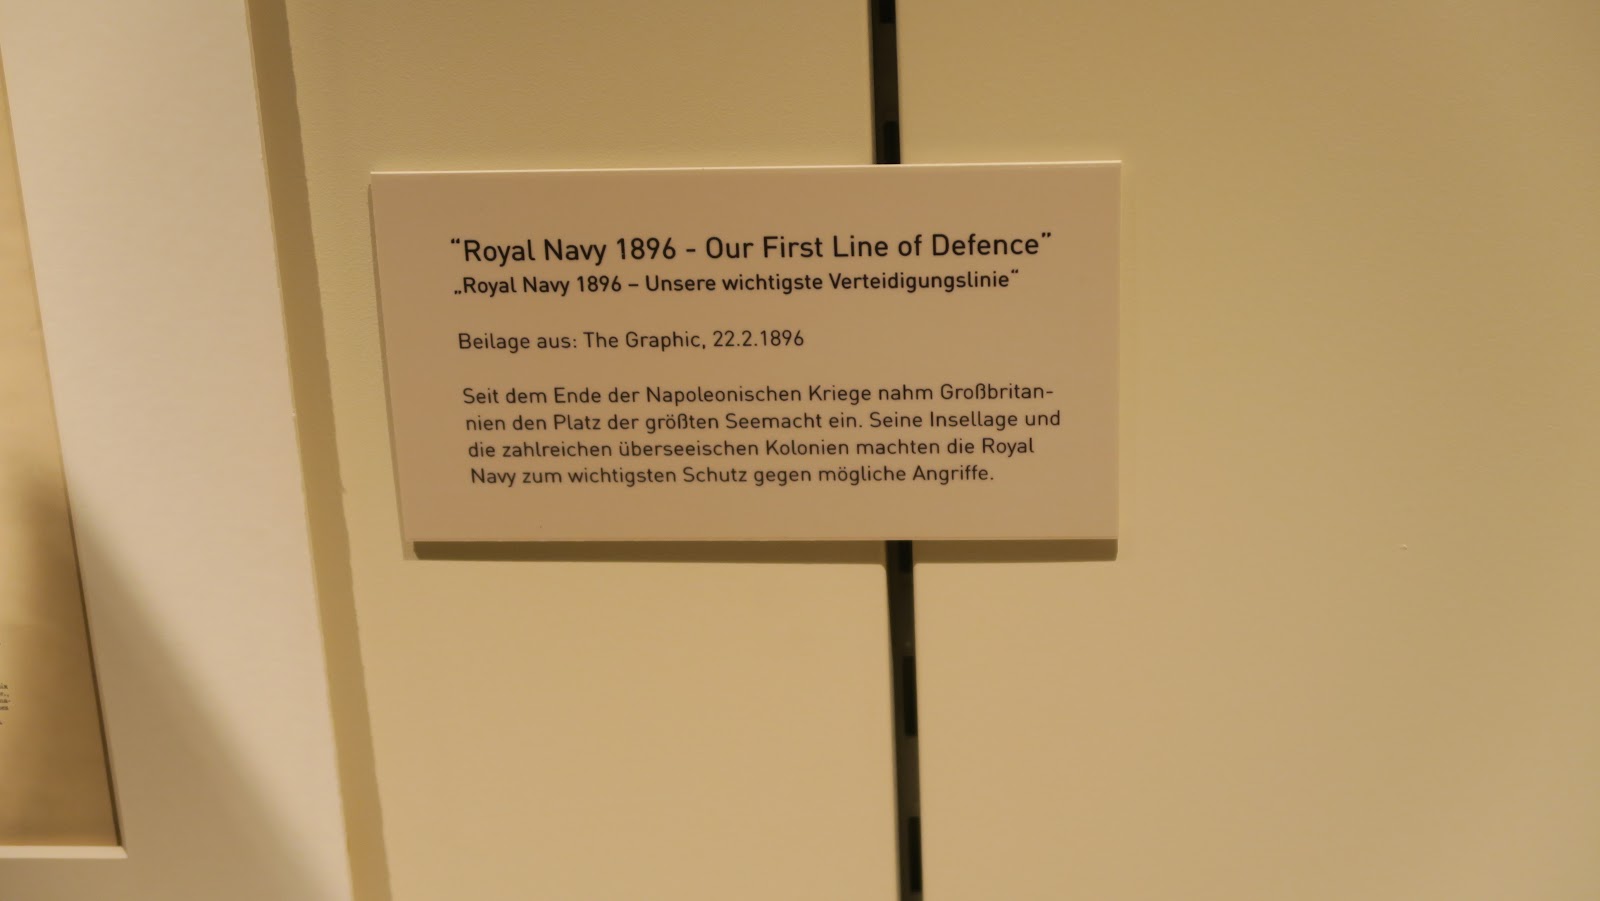 “Royal Navy 1896 - Our First Line of Defence”
„Royal Navy 1896 – Unsere wichtigste Verteidigungslinie“
Beilage aus: The Graphic, 22.2.1896
Seit dem Ende der Napoleonischen Kriege nahm Großbritan-
nien den Platz der größten Seemacht ein. Seine Insellage und
die zahlreichen überseeischen Kolonien machten die Royal
Navy zum wichtigsten Schutz gegen mögliche Angriffe.